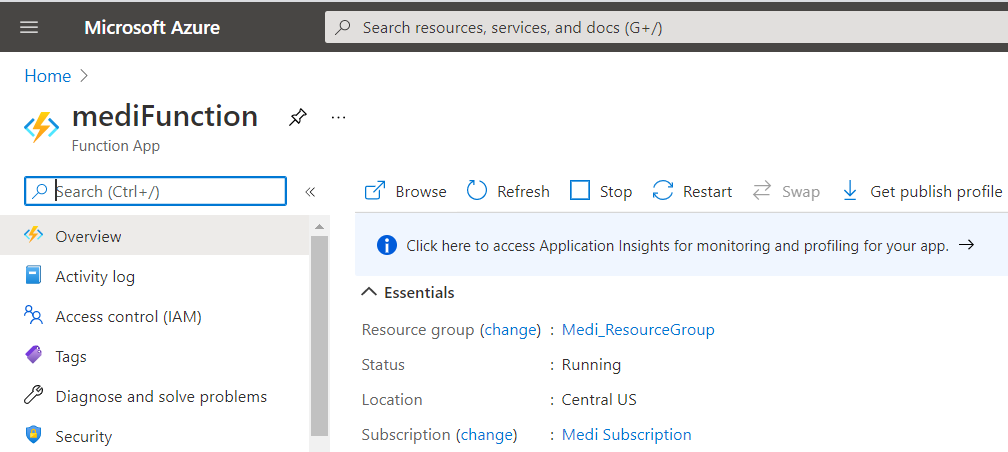 Microsoft Azure
Search resources, services, and docs (G+/)
Home
mediFunction
Function App
Search (Ctrl+/)
Overview
Activity log
Access control (IAM)
Tags
Diagnose and solve problems
Security
Browse
Refresh
Stop
Restart
Swap
Get publish profile
Click here to access Application Insights for monitoring and profiling for your app.
Essentials
Resource group (change) : Medi_ResourceGroup
Status : Running
Location : Central US
Subscription (change) : Medi Subscription